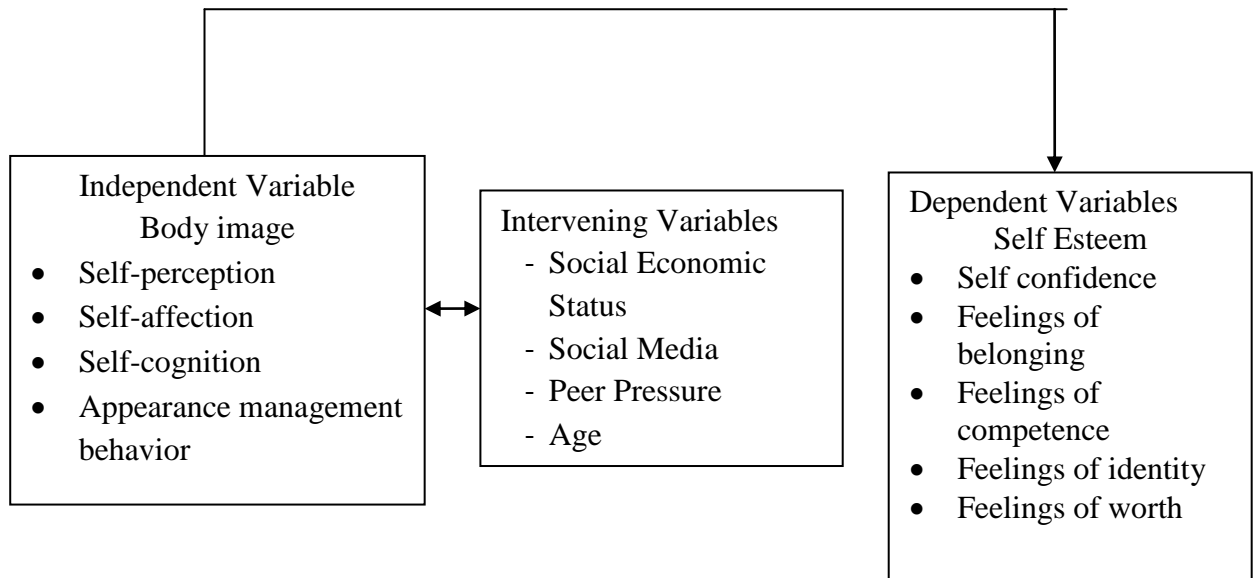 Independent Variable
Body image
• Self-perception
• Self-affection
• Self-cognition
• Appearance management
behavior
Intervening Variables
- Social Economic
Status
- Social Media
- Peer Pressure
- Age
Dependent Variables
Self Esteem
• Self confidence
• Feelings of
belonging
• Feelings of
competence
• Feelings of identity
• Feelings of worth